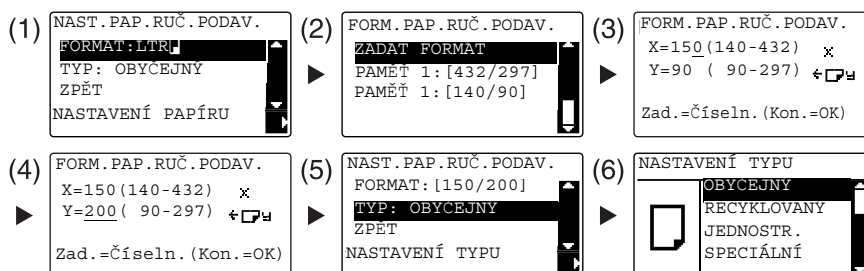 (1)
NAST.PAP.RUČ.PODAV.
FORMAT:LTR
TYP: OBYČEJNÝ
ZPĚT
NASTAVENÍ PAPÍRU
(2)
FORM.PAP.RUČ.PODAV.
ZADAT FORMAT
PAMĚŤ 1:[432/297]
PAMĚŤ 1:[140/90]
(3)
FORM.PAP.RUČ.PODAV.
X=150(140-432) X
Y=90 ( 90-297) Y
Zad.=Číseln.(Kon.=OK)
(4)
FORM.PAP.RUČ.PODAV.
X=150(140-432) X
Y=200( 90-297) Y
Zad.=Číseln.(Kon.=OK)
(5)
NAST.PAP.RUČ.PODAV.
FORMAT:[150/200]
TYP: OBYČEJNÝ
ZPĚT
NASTAVENÍ TYPU
(6)
NASTAVENÍ TYPU
OBYČEJNÝ
RECYKLOVANÝ
JEDNOSTR.
SPECIÁLNÍ